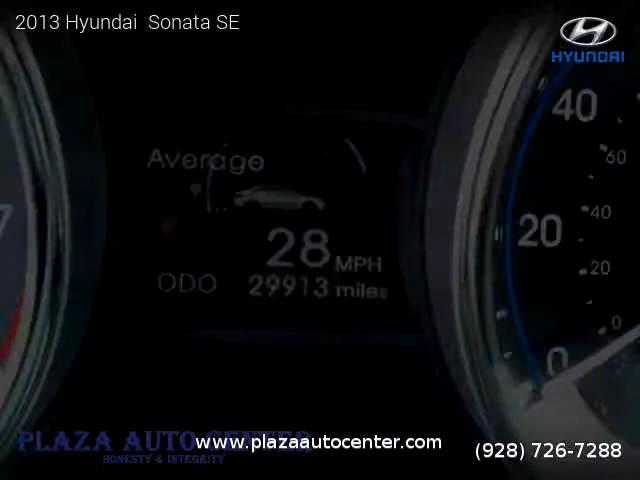 2013 Hyundai  Sonata SE
HYUNDAI
40
60
Average
7
40
20
28 MPH
20
ODO 29913 miles
0
0
PLAZA AUTO CENTER
HONESTY & INTEGRITY
www.plazaautocenter.com
(928) 726-7288